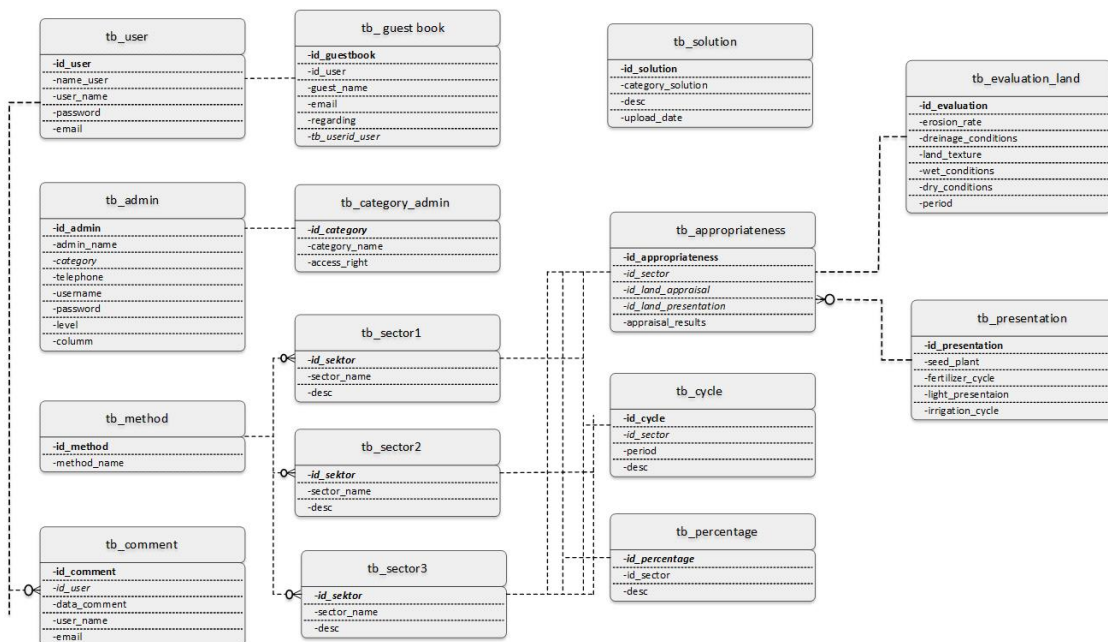 tb_user
-id_user
-name_user
-user_name
-password
-email
tb_ guest book
-id_guestbook
-id_user
-guest_name
-email
-regarding
-tb_userid_user
tb_solution
-id_solution
-category_solution
-desc
-upload_date
tb_evaluation_land
-id_evaluation
-erosion_rate
-dreinage_conditions
-land_texture
-wet_conditions
-dry_conditions
-period
tb_admin
-id_admin
-admin_name
-category
-telephone
-username
-password
-level
-columm
tb_category_admin
-id_category
-category_name
-access_right
tb_appropriateness
-id_appropriateness
-id_sector
-id_land_appraisal
-id_land_presentation
-appraisal_results
tb_presentation
-id_presentation
-seed_plant
-fertilizer_cycle
-light_presentaion
-irrigation_cycle
tb_sector1
-id_sektor
-sector_name
-desc
tb_method
-id_method
-method_name
tb_sector2
-id_sektor
-sector_name
-desc
tb_cycle
-id_cycle
-id_sector
-period
-desc
tb_comment
-id_comment
-id_user
-data_comment
-user_name
-email
tb_sector3
-id_sektor
-sector_name
-desc
tb_percentage
-id_percentage
-id_sector
-desc